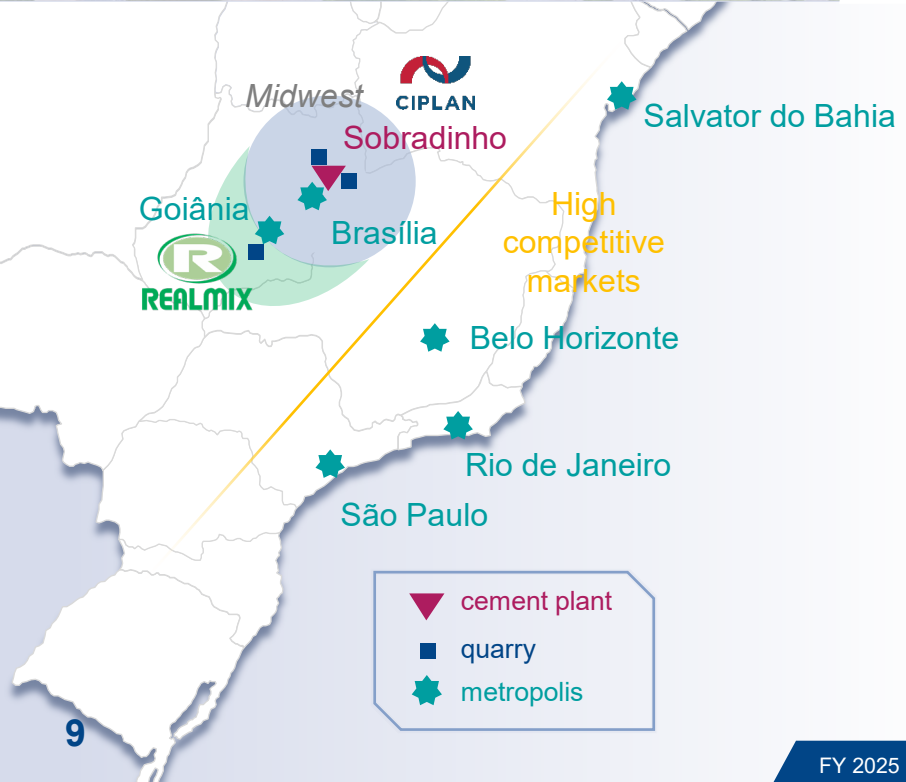 Midwest
CIPLAN
Salvator do Bahia
Sobradinho
Goiânia
Brasília
High
competitive
markets
R
REALMIX
Belo Horizonte
Rio de Janeiro
São Paulo
cement plant
quarry
metropolis
9
FY 2025